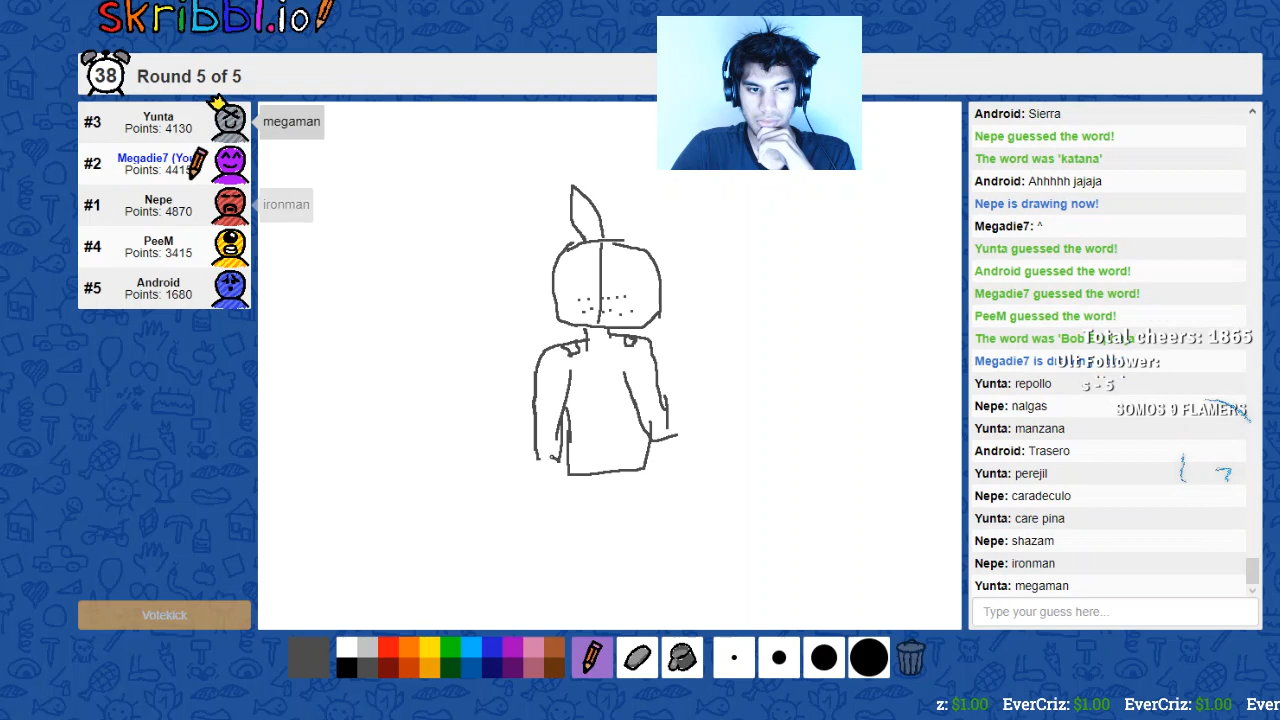 skribbl.io
38
Round 5 of 5
#3
Yunta
Points: 4130
megaman
#2
Megadie7 (You
Points: 4415
#1
Nepe
Points: 4870
ironman
#4
PeeM
Points: 3415
#5
Android
Points: 1680
Votekick
Android: Sierra
Nepe guessed the word!
The word was 'katana'
Android: Ahhhhh jajaja
Nepe is drawing now!
Megadie7: ^
Yunta guessed the word!
Android guessed the word!
Megadie7 guessed the word!
PeeM guessed the word!
The word was 'Bob
Total cheers: 1865
Megadie7 is d
Ult Follower:
Yunta: repollo
s - 5
Nepe: nalgas
SOMOS 9 FLAMERS
Yunta: manzana
Android: Trasero
Yunta: perejil
Nepe: caradeculo
Yunta: care pina
Nepe: shazam
Nepe: ironman
Yunta: megaman
Type your guess here...
z: $1.00 EverCriz: $1.00 EverCriz: $1.00 Ever